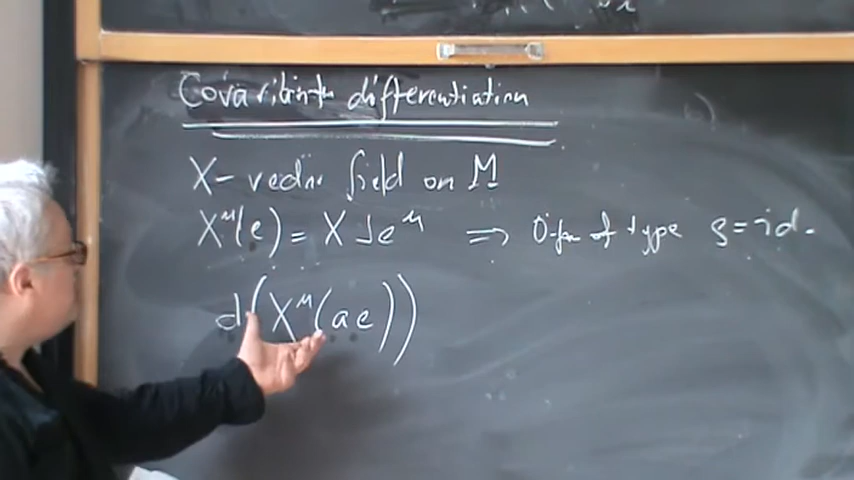 Covariant differentiation
X - vector field on M
X^μ(e) = X ⌟ e^μ ⇒ 0-form of type ρ = id.
d(X^μ(ae))